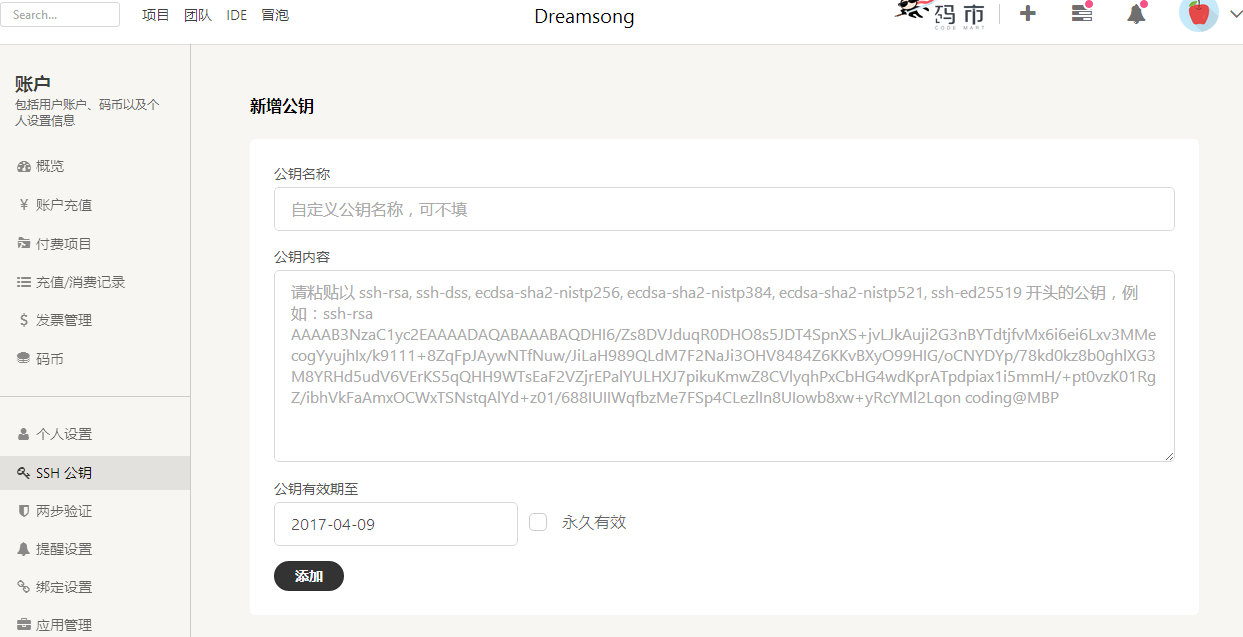 Search...
项目 团队 IDE 冒泡
Dreamsong
码市
CODE MART
账户
包括用户账户、码币以及个
人设置信息
概览
¥ 账户充值
付费项目
充值/消费记录
$ 发票管理
码币
个人设置
SSH 公钥
两步验证
提醒设置
绑定设置
应用管理
新增公钥
公钥名称
自定义公钥名称，可不填
公钥内容
请粘贴以 ssh-rsa, ssh-dss, ecdsa-sha2-nistp256, ecdsa-sha2-nistp384, ecdsa-sha2-nistp521, ssh-ed25519 开头的公钥，例
如：ssh-rsa
AAAAB3NzaC1yc2EAAAADAQABAAABAQDHI6/Zs8DVJduqR0DHO8s5JDT4SpnXS+jvLJkAuji2G3nBYTdtjfvMx6i6ei6Lxv3MMe
cogYyujhIx/k9111+8ZqFpJAywNTfNuw/JiLaH989QLdM7F2NaJi3OHV8484Z6KKvBXyO99HIG/oCNYDYp/78kd0kz8b0ghlXG3
M8YRHd5udV6VErKS5qQHH9WTsEaF2VZjrEPalYULHXJ7pikuKmwZ8CVlyqhPxCbHG4wdKprATpdpiax1i5mmH/+pt0vzK01Rg
Z/ibhVkFaAmxOCWxTSNstqAlYd+z01/688IUIIWqfbzMe7FSp4CLezlIn8UIowb8xw+yRcYMl2Lqon coding@MBP
公钥有效期至
2017-04-09
永久有效
添加